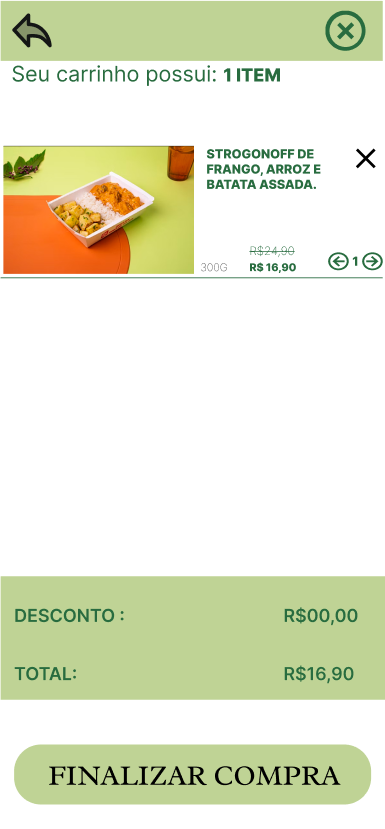 Seu carrinho possui: 1 ITEM
STROGONOFF DE
FRANGO, ARROZ E
BATATA ASSADA.
R$24,90
300G R$ 16,90
1
DESCONTO : R$00,00
TOTAL: R$16,90
FINALIZAR COMPRA